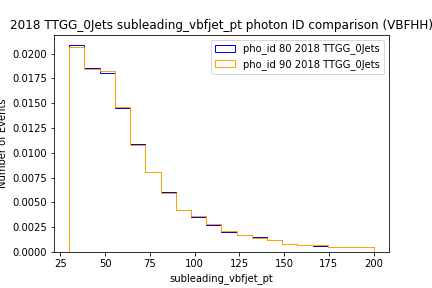 2018 TTGG_0Jets subleading_vbfjet_pt photon ID comparison (VBFHH)
pho_id 80 2018 TTGG_0Jets
pho_id 90 2018 TTGG_0Jets
Number of Events
0.0200
0.0175
0.0150
0.0125
0.0100
0.0075
0.0050
0.0025
0.0000
25 50 75 100 125 150 175 200
subleading_vbfjet_pt